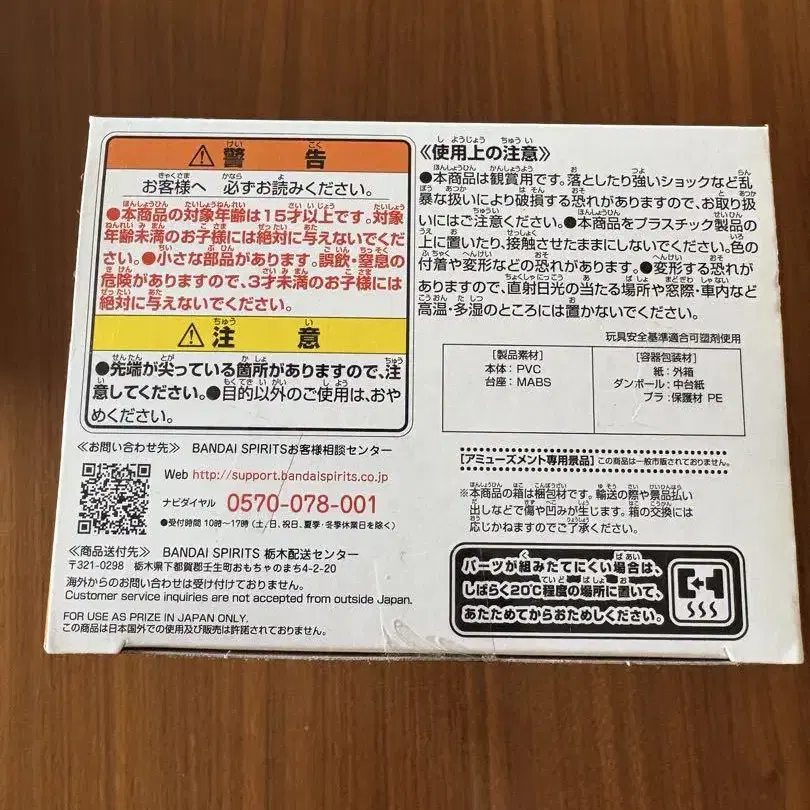 ⚠警告
お客様へ 必ずお読みください。
●本商品の対象年齢は15才以上です。対象
年齢未満のお子様には絶対に与えないでくだ
さい。●小さな部品があります。誤飲・窒息の
危険がありますので、3才未満のお子様には
絶対に与えないでください。
⚠注意
●先端が尖っている箇所がありますので、注
意してください。●目的以外のご使用は、おや
めください。
≪お問い合わせ先≫ BANDAI SPIRITSお客様相談センター
Web http://support.bandaispirits.co.jp
ナビダイヤル 0570-078-001
●受付時間 10時〜17時(土/日、祝日、夏季・冬季休業日を除く)
≪商品送付先≫ BANDAI SPIRITS 栃木配送センター
〒321-0298 栃木県下都賀郡壬生町おもちゃのまち4-2-20
海外からのお問い合わせは受け付けておりません。
Customer service inquiries are not accepted from outside Japan.
FOR USE AS PRIZE IN JAPAN ONLY.
この商品は日本国外での使用及び販売は許諾されておりません。
≪使用上の注意≫
●本商品は観賞用です。落としたり強いショックなど乱
暴な扱いにより破損する恐れがありますので、お取り扱
いにはご注意ください。●本商品をプラスチック製品の
上に置いたり、接触させたままにしないでください。色の
付着や変形などの恐れがあります。●変形する恐れが
ありますので、直射日光の当たる場所や窓際・車内など
高温・多湿のところには置かないでください。
玩具安全基準適合可塑剤使用
[製品素材]
本体:PVC
台座:MABS
[容器包装材]
紙:外箱
ダンボール:中台紙
プラ:保護材 PE
[アミューズメント専用景品] この商品は一般市販されておりません。
※本商品の箱は梱包材です。輸送の際や景品払い
出しなどで傷や凹みが生じます。箱の交換には
応じかねますのでご了承ください。
パーツが組みたてにくい場合は、
しばらく20℃程度の場所に置いて、
あたためてからおためしください。